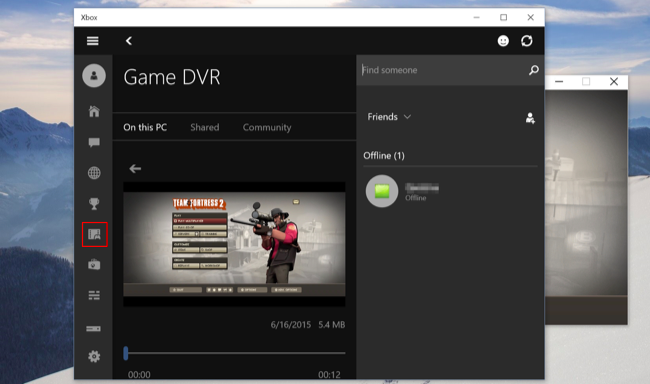 Xbox
Game DVR
Find someone
On this PC
Shared
Community
Friends
Offline (1)
Offline
TEAM FORTRESS 2
6/16/2015
5.4 MB
00:00
00:12